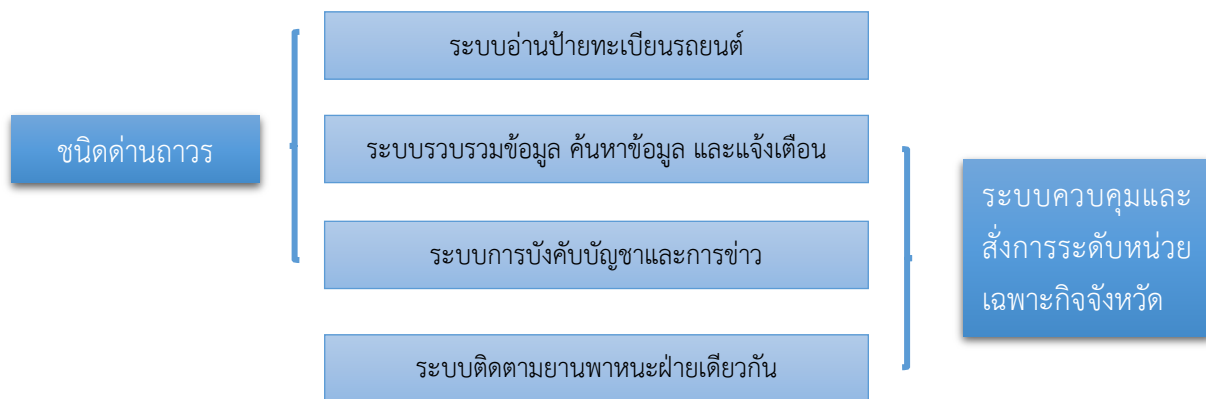 ชนิดด่านถาวร
ระบบอ่านป้ายทะเบียนรถยนต์
ระบบรวบรวมข้อมูล ค้นหาข้อมูล และแจ้งเตือน
ระบบการบังคับบัญชาและการข่าว
ระบบติดตามยานพาหนะฝ่ายเดียวกัน
ระบบควบคุมและ
สั่งการระดับหน่วย
เฉพาะกิจจังหวัด